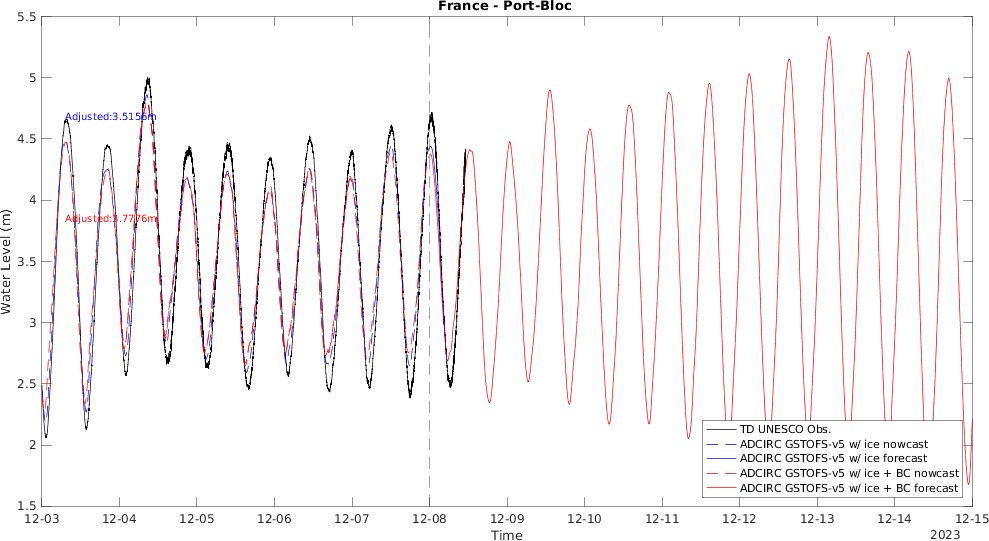 France - Port-Bloc
5.5
5
4.5
4
3.5
3
2.5
2
1.5
Water Level (m)
Adjusted:3.5156m
Adjusted:3.7776m
TD UNESCO Obs.
ADCIRC GSTOFS-v5 w/ ice nowcast
ADCIRC GSTOFS-v5 w/ ice forecast
ADCIRC GSTOFS-v5 w/ ice + BC nowcast
ADCIRC GSTOFS-v5 w/ ice + BC forecast
12-03 12-04 12-05 12-06 12-07 12-08 12-09 12-10 12-11 12-12 12-13 12-14 12-15
Time
2023